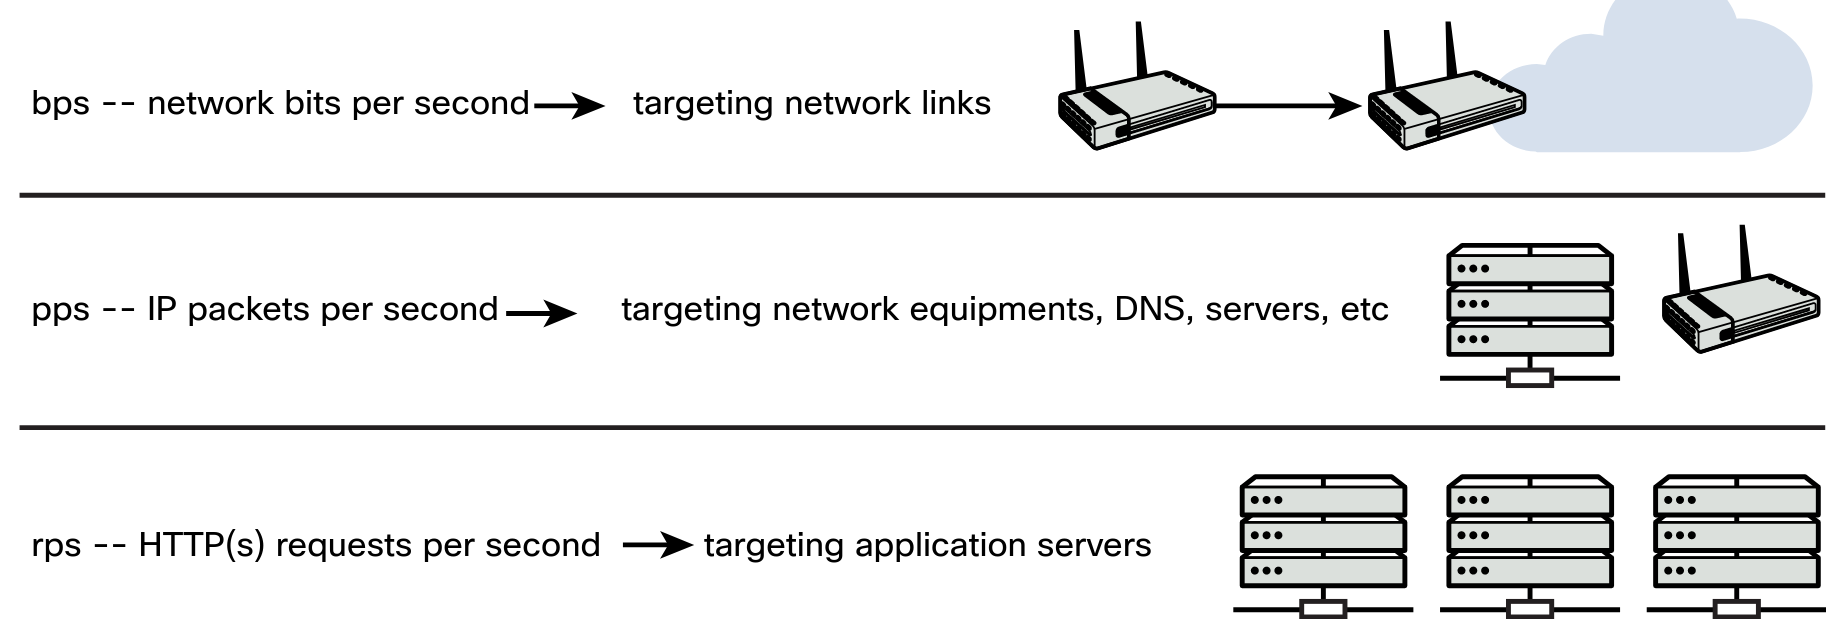 bps -- network bits per second targeting network links
pps -- IP packets per second targeting network equipments, DNS, servers, etc
rps -- HTTP(s) requests per second targeting application servers